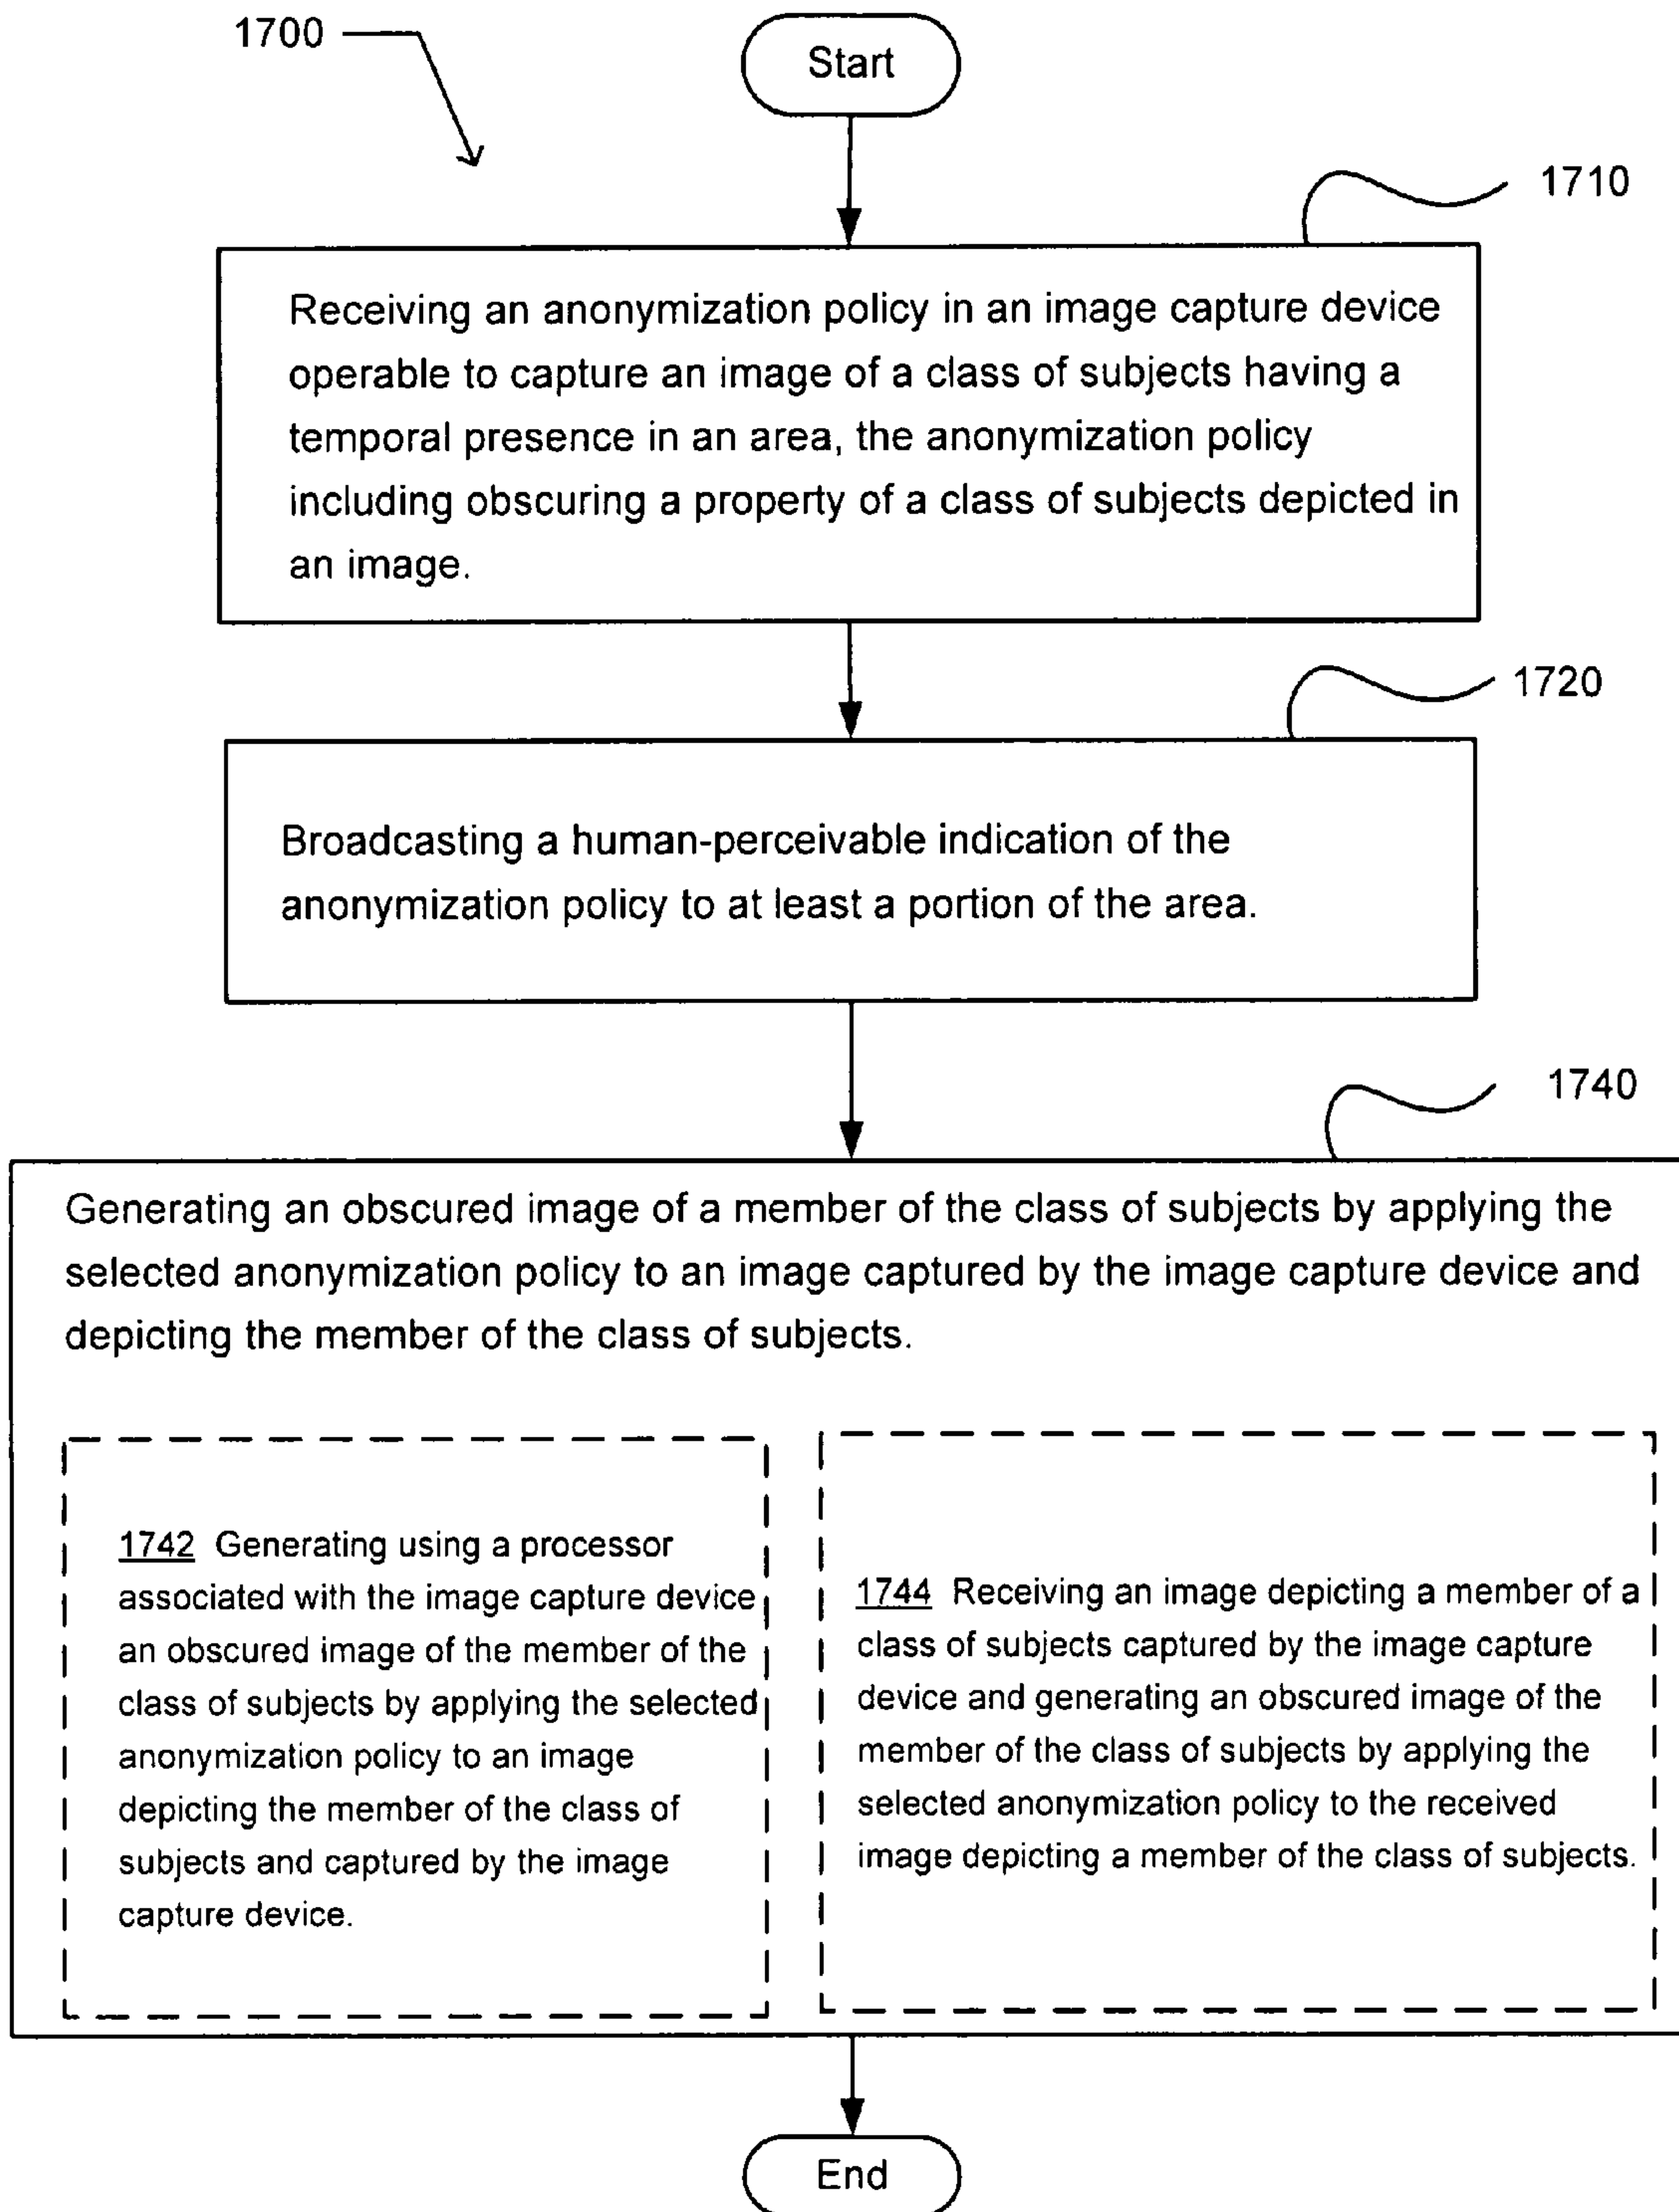 1700
Start
1710
Receiving an anonymization policy in an image capture device
operable to capture an image of a class of subjects having a
temporal presence in an area, the anonymization policy
including obscuring a property of a class of subjects depicted in
an image.
1720
Broadcasting a human-perceivable indication of the
anonymization policy to at least a portion of the area.
1740
Generating an obscured image of a member of the class of subjects by applying the
selected anonymization policy to an image captured by the image capture device and
depicting the member of the class of subjects.
1742 Generating using a processor
associated with the image capture device
an obscured image of the member of the
class of subjects by applying the selected
anonymization policy to an image
depicting the member of the class of
subjects and captured by the image
capture device.
1744 Receiving an image depicting a member of a
class of subjects captured by the image capture
device and generating an obscured image of the
member of the class of subjects by applying the
selected anonymization policy to the received
image depicting a member of the class of subjects.
End